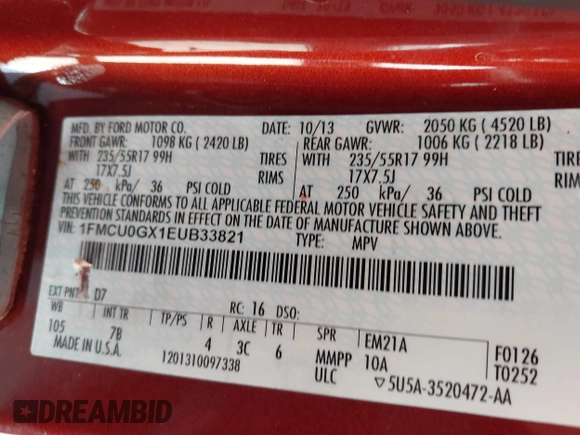 MFD. BY FORD MOTOR CO. DATE: 10/13 GVWR: 2050 KG ( 4520 LB)
FRONT GAWR: 1098 KG ( 2420 LB) REAR GAWR: 1006 KG ( 2218 LB)
WITH 235/55R17 99H TIRES WITH 235/55R17 99H TIRES
17X7.5J RIMS 17X7.5J RIMS
AT 250 kPa/ 36 PSI COLD AT 250 kPa/ 36 PSI COLD
THIS VEHICLE CONFORMS TO ALL APPLICABLE FEDERAL MOTOR VEHICLE SAFETY AND THEFT
PREVENTION STANDARDS IN EFFECT ON THE DATE OF MANUFACTURE SHOWN ABOVE.
VIN: 1FMCU0GX1EUB33821 TYPE: MPV
EXT PNT: D7 RC: 16 DSO:
WB INT TR TP/PS R AXLE TR SPR EM21A F0126
105 7B 4 3C 6 MMPP 10A T0252
MADE IN U.S.A. 1201310097338 ULC ▽5U5A-3520472-AA
DREAMBID